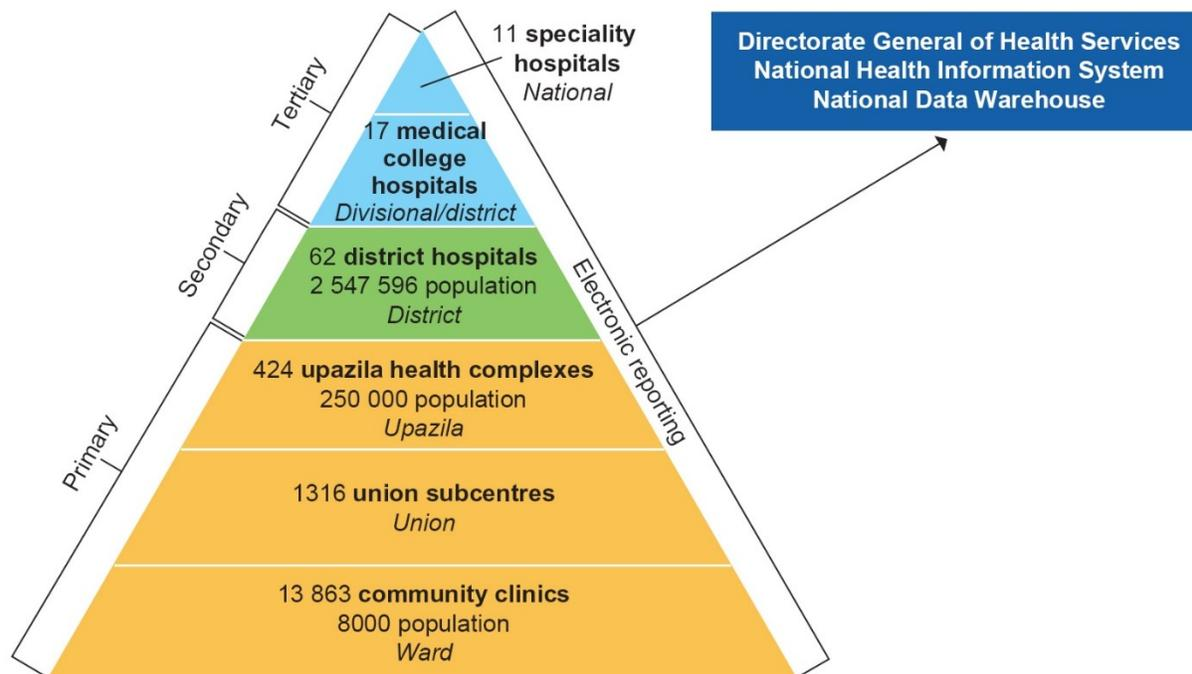 11 speciality
hospitals
National
Directorate General of Health Services
National Health Information System
National Data Warehouse
Tertiary
17 medical
college
hospitals
Divisional/district
Secondary
62 district hospitals
2 547 596 population
District
Electronic reporting
Primary
424 upazila health complexes
250 000 population
Upazila
1316 union subcentres
Union
13 863 community clinics
8000 population
Ward